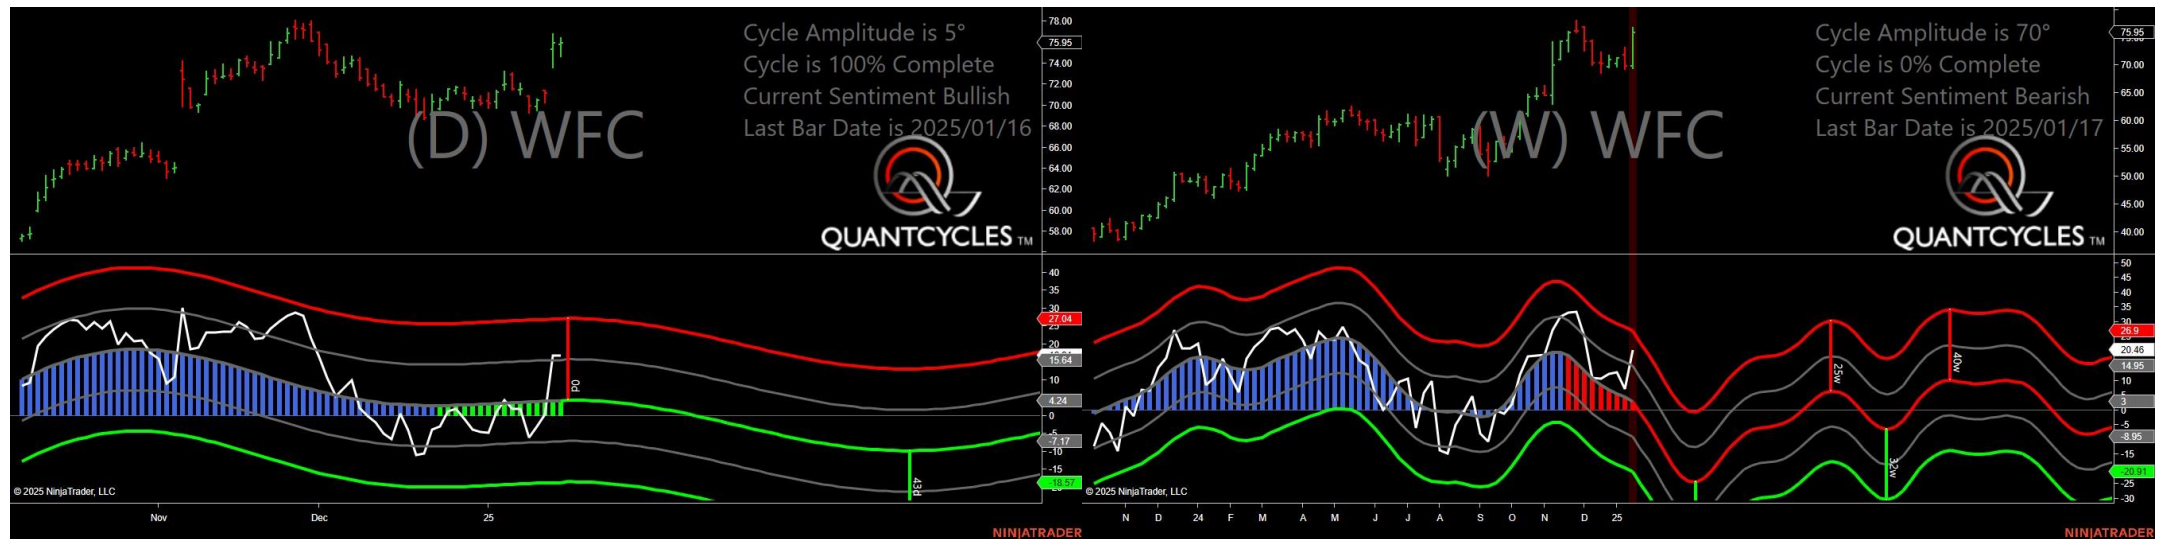 Cycle Amplitude is 5°
Cycle is 100% Complete
Current Sentiment Bullish
Last Bar Date is 2025/01/16
(D) WFC
QUANTCYCLES TM
78.00
75.95
74.00
72.00
70.00
68.00
66.00
64.00
62.00
60.00
58.00
40
35
30
27.04
25
15.64
10
4.24
0
-7.17
-10
-15
-18.57
P0
43d
© 2025 NinjaTrader, LLC
Nov
Dec
25
NINJATRADER
Cycle Amplitude is 70°
Cycle is 0% Complete
Current Sentiment Bearish
Last Bar Date is 2025/01/17
(W) WFC
QUANTCYCLES TM
75.95
70.00
65.00
60.00
55.00
50.00
45.00
40.00
50
45
40
35
30
26.9
20.46
14.95
10
3
-5
-8.95
-15
-20.91
-25
-30
25w
40w
32w
© 2025 NinjaTrader, LLC
N
D
24
F
M
A
M
J
J
A
S
O
N
D
25
NINJATRADER